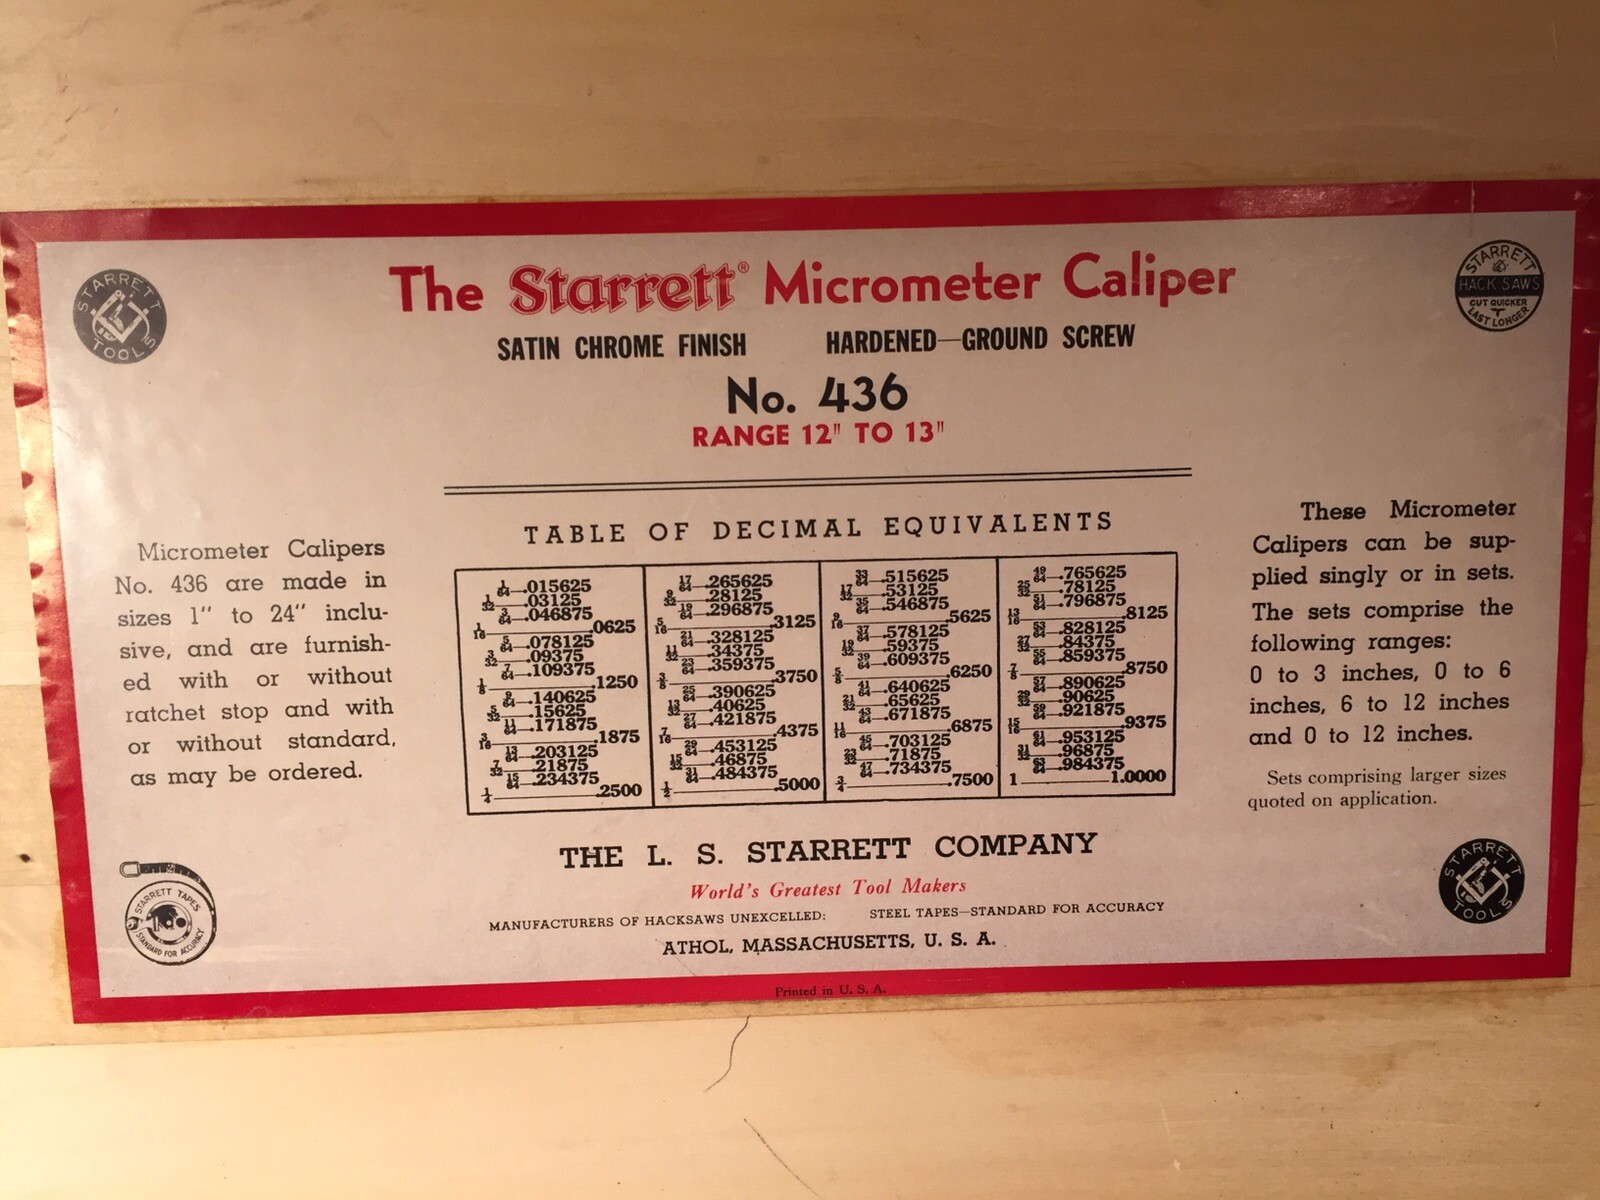 STARRETT TOOLS
The Starrett® Micrometer Caliper
STARRETT
HACK SAWS
CUT QUICKER
LAST LONGER
SATIN CHROME FINISH HARDENED—GROUND SCREW
No. 436
RANGE 12" TO 13"
Micrometer Calipers
No. 436 are made in
sizes 1" to 24" inclu-
sive, and are furnish-
ed with or without
ratchet stop and with
or without standard,
as may be ordered.
TABLE OF DECIMAL EQUIVALENTS
1/64 .015625
1/32 .03125
3/64 .046875
1/16 .0625
5/64 .078125
3/32 .09375
7/64 .109375
1/8 .1250
9/64 .140625
5/32 .15625
11/64 .171875
3/16 .1875
13/64 .203125
7/32 .21875
15/64 .234375
1/4 .2500
17/64 .265625
9/32 .28125
19/64 .296875
5/16 .3125
21/64 .328125
11/32 .34375
23/64 .359375
3/8 .3750
25/64 .390625
13/32 .40625
27/64 .421875
7/16 .4375
29/64 .453125
15/32 .46875
31/64 .484375
1/2 .5000
33/64 .515625
17/32 .53125
35/64 .546875
9/16 .5625
37/64 .578125
19/32 .59375
39/64 .609375
5/8 .6250
41/64 .640625
21/32 .65625
43/64 .671875
11/16 .6875
45/64 .703125
23/32 .71875
47/64 .734375
3/4 .7500
49/64 .765625
25/32 .78125
51/64 .796875
13/16 .8125
53/64 .828125
27/32 .84375
55/64 .859375
7/8 .8750
57/64 .890625
29/32 .90625
59/64 .921875
15/16 .9375
61/64 .953125
31/32 .96875
63/64 .984375
1 1.0000
These Micrometer
Calipers can be sup-
plied singly or in sets.
The sets comprise the
following ranges:
0 to 3 inches, 0 to 6
inches, 6 to 12 inches
and 0 to 12 inches.
Sets comprising larger sizes
quoted on application.
THE L. S. STARRETT COMPANY
World's Greatest Tool Makers
MANUFACTURERS OF HACKSAWS UNEXCELLED: STEEL TAPES—STANDARD FOR ACCURACY
ATHOL, MASSACHUSETTS, U. S. A.
STARRETT TAPES
STANDARD FOR ACCURACY
STARRETT TOOLS
Printed in U. S. A.